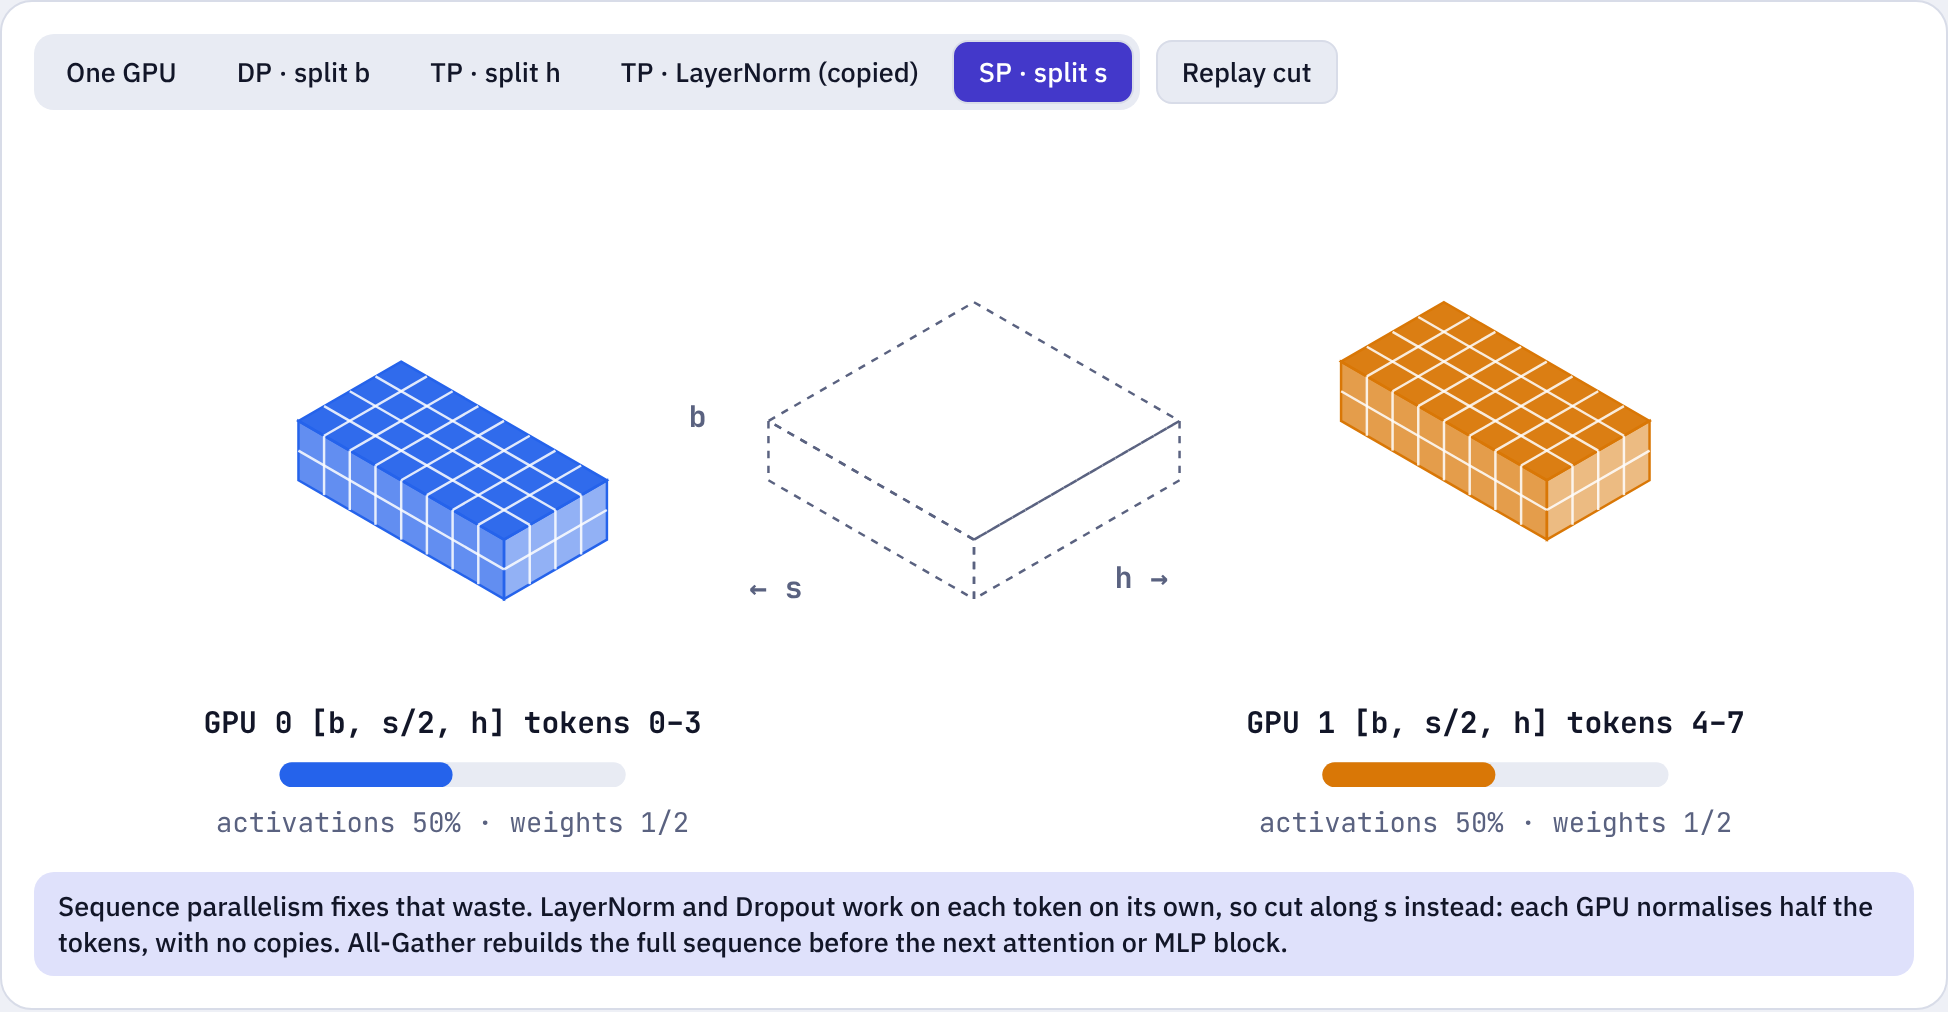 One GPU DP · split b TP · split h TP · LayerNorm (copied) SP · split s Replay cut
b
← s
h →
GPU 0 [b, s/2, h] tokens 0–3
activations 50% · weights 1/2
GPU 1 [b, s/2, h] tokens 4–7
activations 50% · weights 1/2
Sequence parallelism fixes that waste. LayerNorm and Dropout work on each token on its own, so cut along s instead: each GPU normalises half the
tokens, with no copies. All-Gather rebuilds the full sequence before the next attention or MLP block.